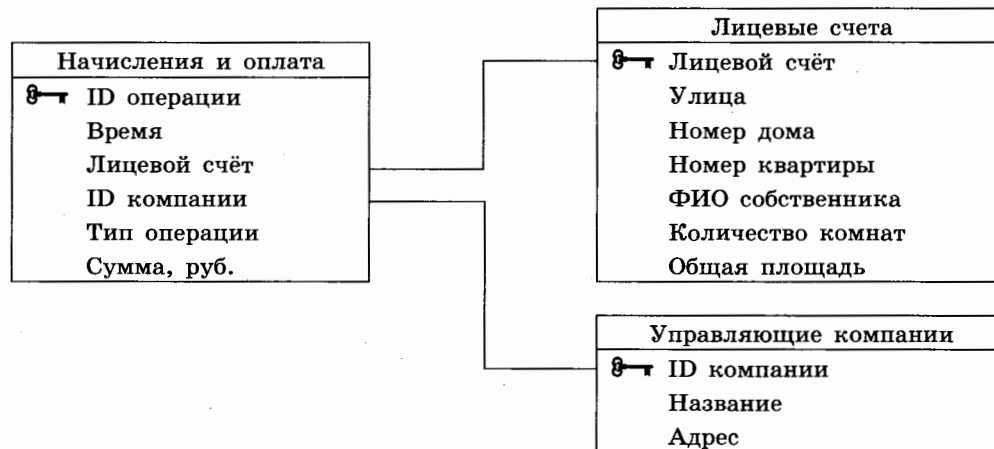 Начисления и оплата
ID операции
Время
Лицевой счёт
ID компании
Тип операции
Сумма, руб.
Лицевые счета
Лицевой счёт
Улица
Номер дома
Номер квартиры
ФИО собственника
Количество комнат
Общая площадь
Управляющие компании
ID компании
Название
Адрес